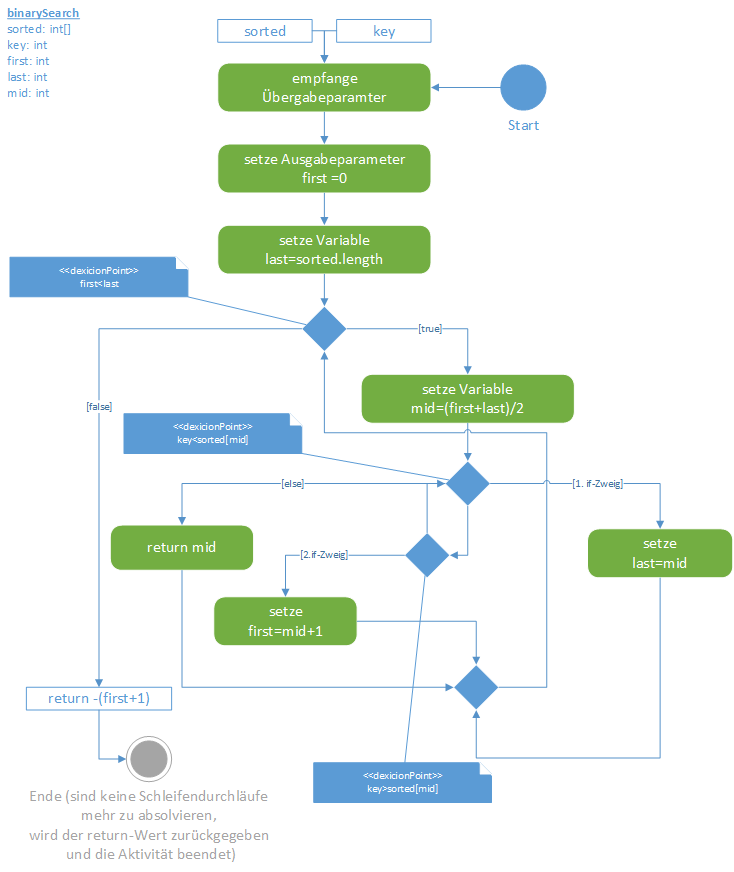 binarySearch
sorted: int[]
key: int
first: int
last: int
mid: int
sorted
key
empfange
Übergabeparamter
Start
setze Ausgabeparameter
first =0
setze Variable
last=sorted.length
<<dexicionPoint>>
first<last
[true]
setze Variable
mid=(first+last)/2
[false]
<<dexicionPoint>>
key<sorted[mid]
[else]
[1. if-Zweig]
return mid
[2.if-Zweig]
setze
last=mid
setze
first=mid+1
return -(first+1)
<<dexicionPoint>>
key>sorted[mid]
Ende (sind keine Schleifendurchläufe
mehr zu absolvieren,
wird der return-Wert zurückgegeben
und die Aktivität beendet)